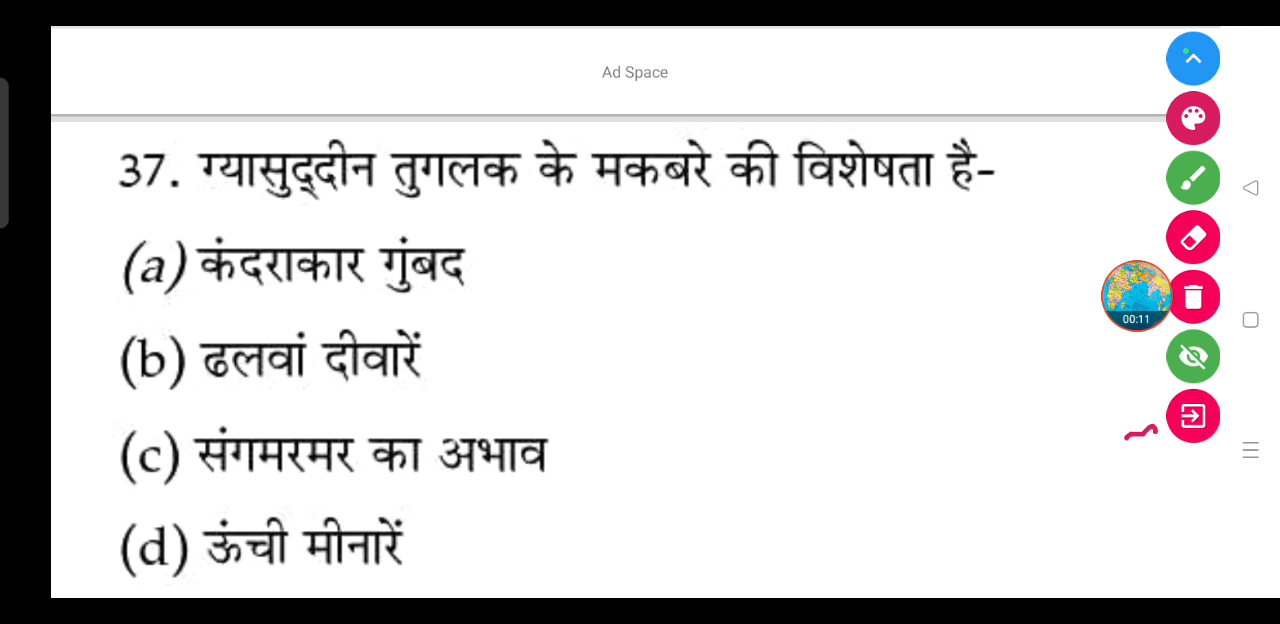 Ad Space
37. ग्यासुद्दीन तुगलक के मकबरे की विशेषता है-
(a) कंदराकार गुंबद
(b) ढलवां दीवारें
00:11
(c) संगमरमर का अभाव
(d) ऊंची मीनारें